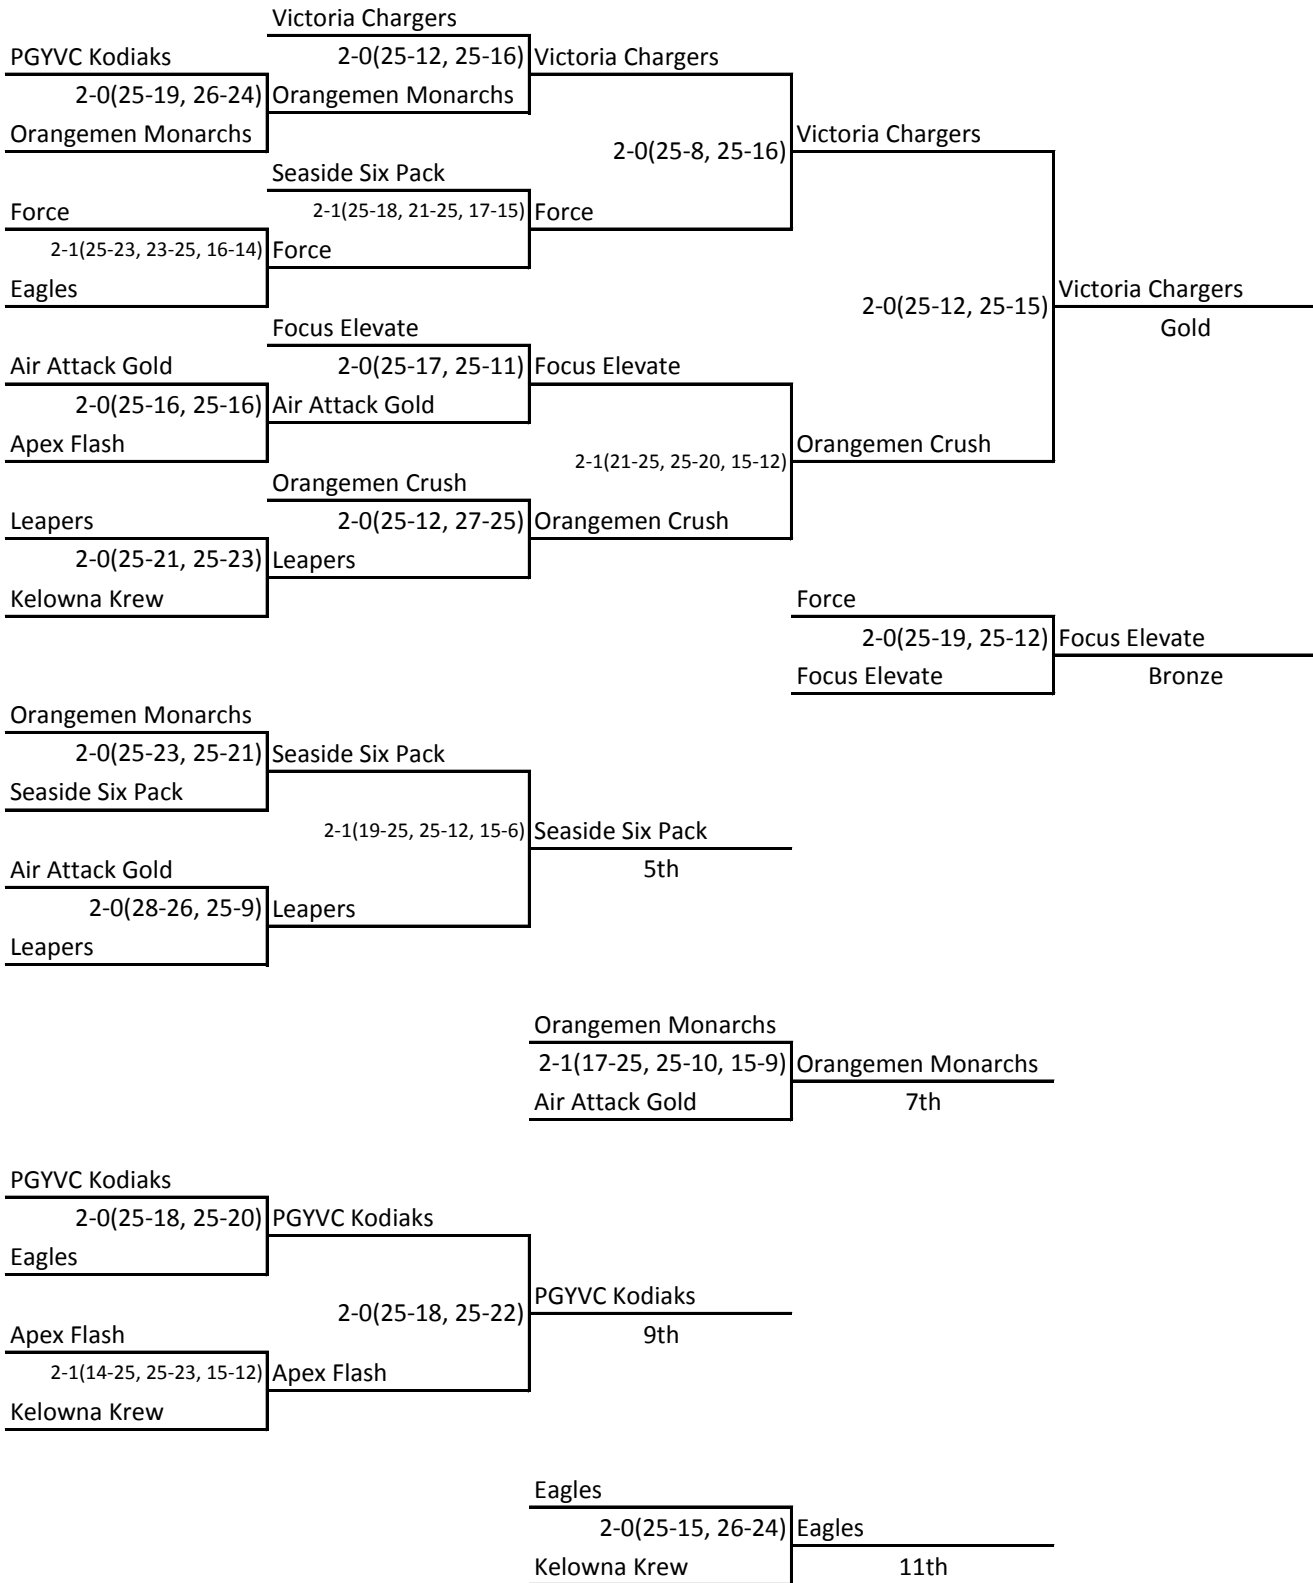 Victoria Chargers
PGYVC Kodiaks
2-0(25-12, 25-16)
Victoria Chargers
2-0(25-19, 26-24)
Orangemen Monarchs
Orangemen Monarchs
Victoria Chargers
2-0(25-8, 25-16)
Seaside Six Pack
Force
2-1(25-18, 21-25, 17-15)
Force
2-1(25-23, 23-25, 16-14)
Force
Eagles
2-0(25-12, 25-15)
Victoria Chargers
Gold
Focus Elevate
Air Attack Gold
2-0(25-17, 25-11)
Focus Elevate
2-0(25-16, 25-16)
Air Attack Gold
Apex Flash
Orangemen Crush
2-1(21-25, 25-20, 15-12)
Orangemen Crush
Leapers
2-0(25-12, 27-25)
Orangemen Crush
2-0(25-21, 25-23)
Leapers
Kelowna Krew
Force
2-0(25-19, 25-12)
Focus Elevate
Focus Elevate
Bronze
Orangemen Monarchs
2-0(25-23, 25-21)
Seaside Six Pack
Seaside Six Pack
2-1(19-25, 25-12, 15-6)
Seaside Six Pack
5th
Air Attack Gold
2-0(28-26, 25-9)
Leapers
Leapers
Orangemen Monarchs
2-1(17-25, 25-10, 15-9)
Orangemen Monarchs
Air Attack Gold
7th
PGYVC Kodiaks
2-0(25-18, 25-20)
PGYVC Kodiaks
Eagles
2-0(25-18, 25-22)
PGYVC Kodiaks
9th
Apex Flash
2-1(14-25, 25-23, 15-12)
Apex Flash
Kelowna Krew
Eagles
2-0(25-15, 26-24)
Eagles
Kelowna Krew
11th